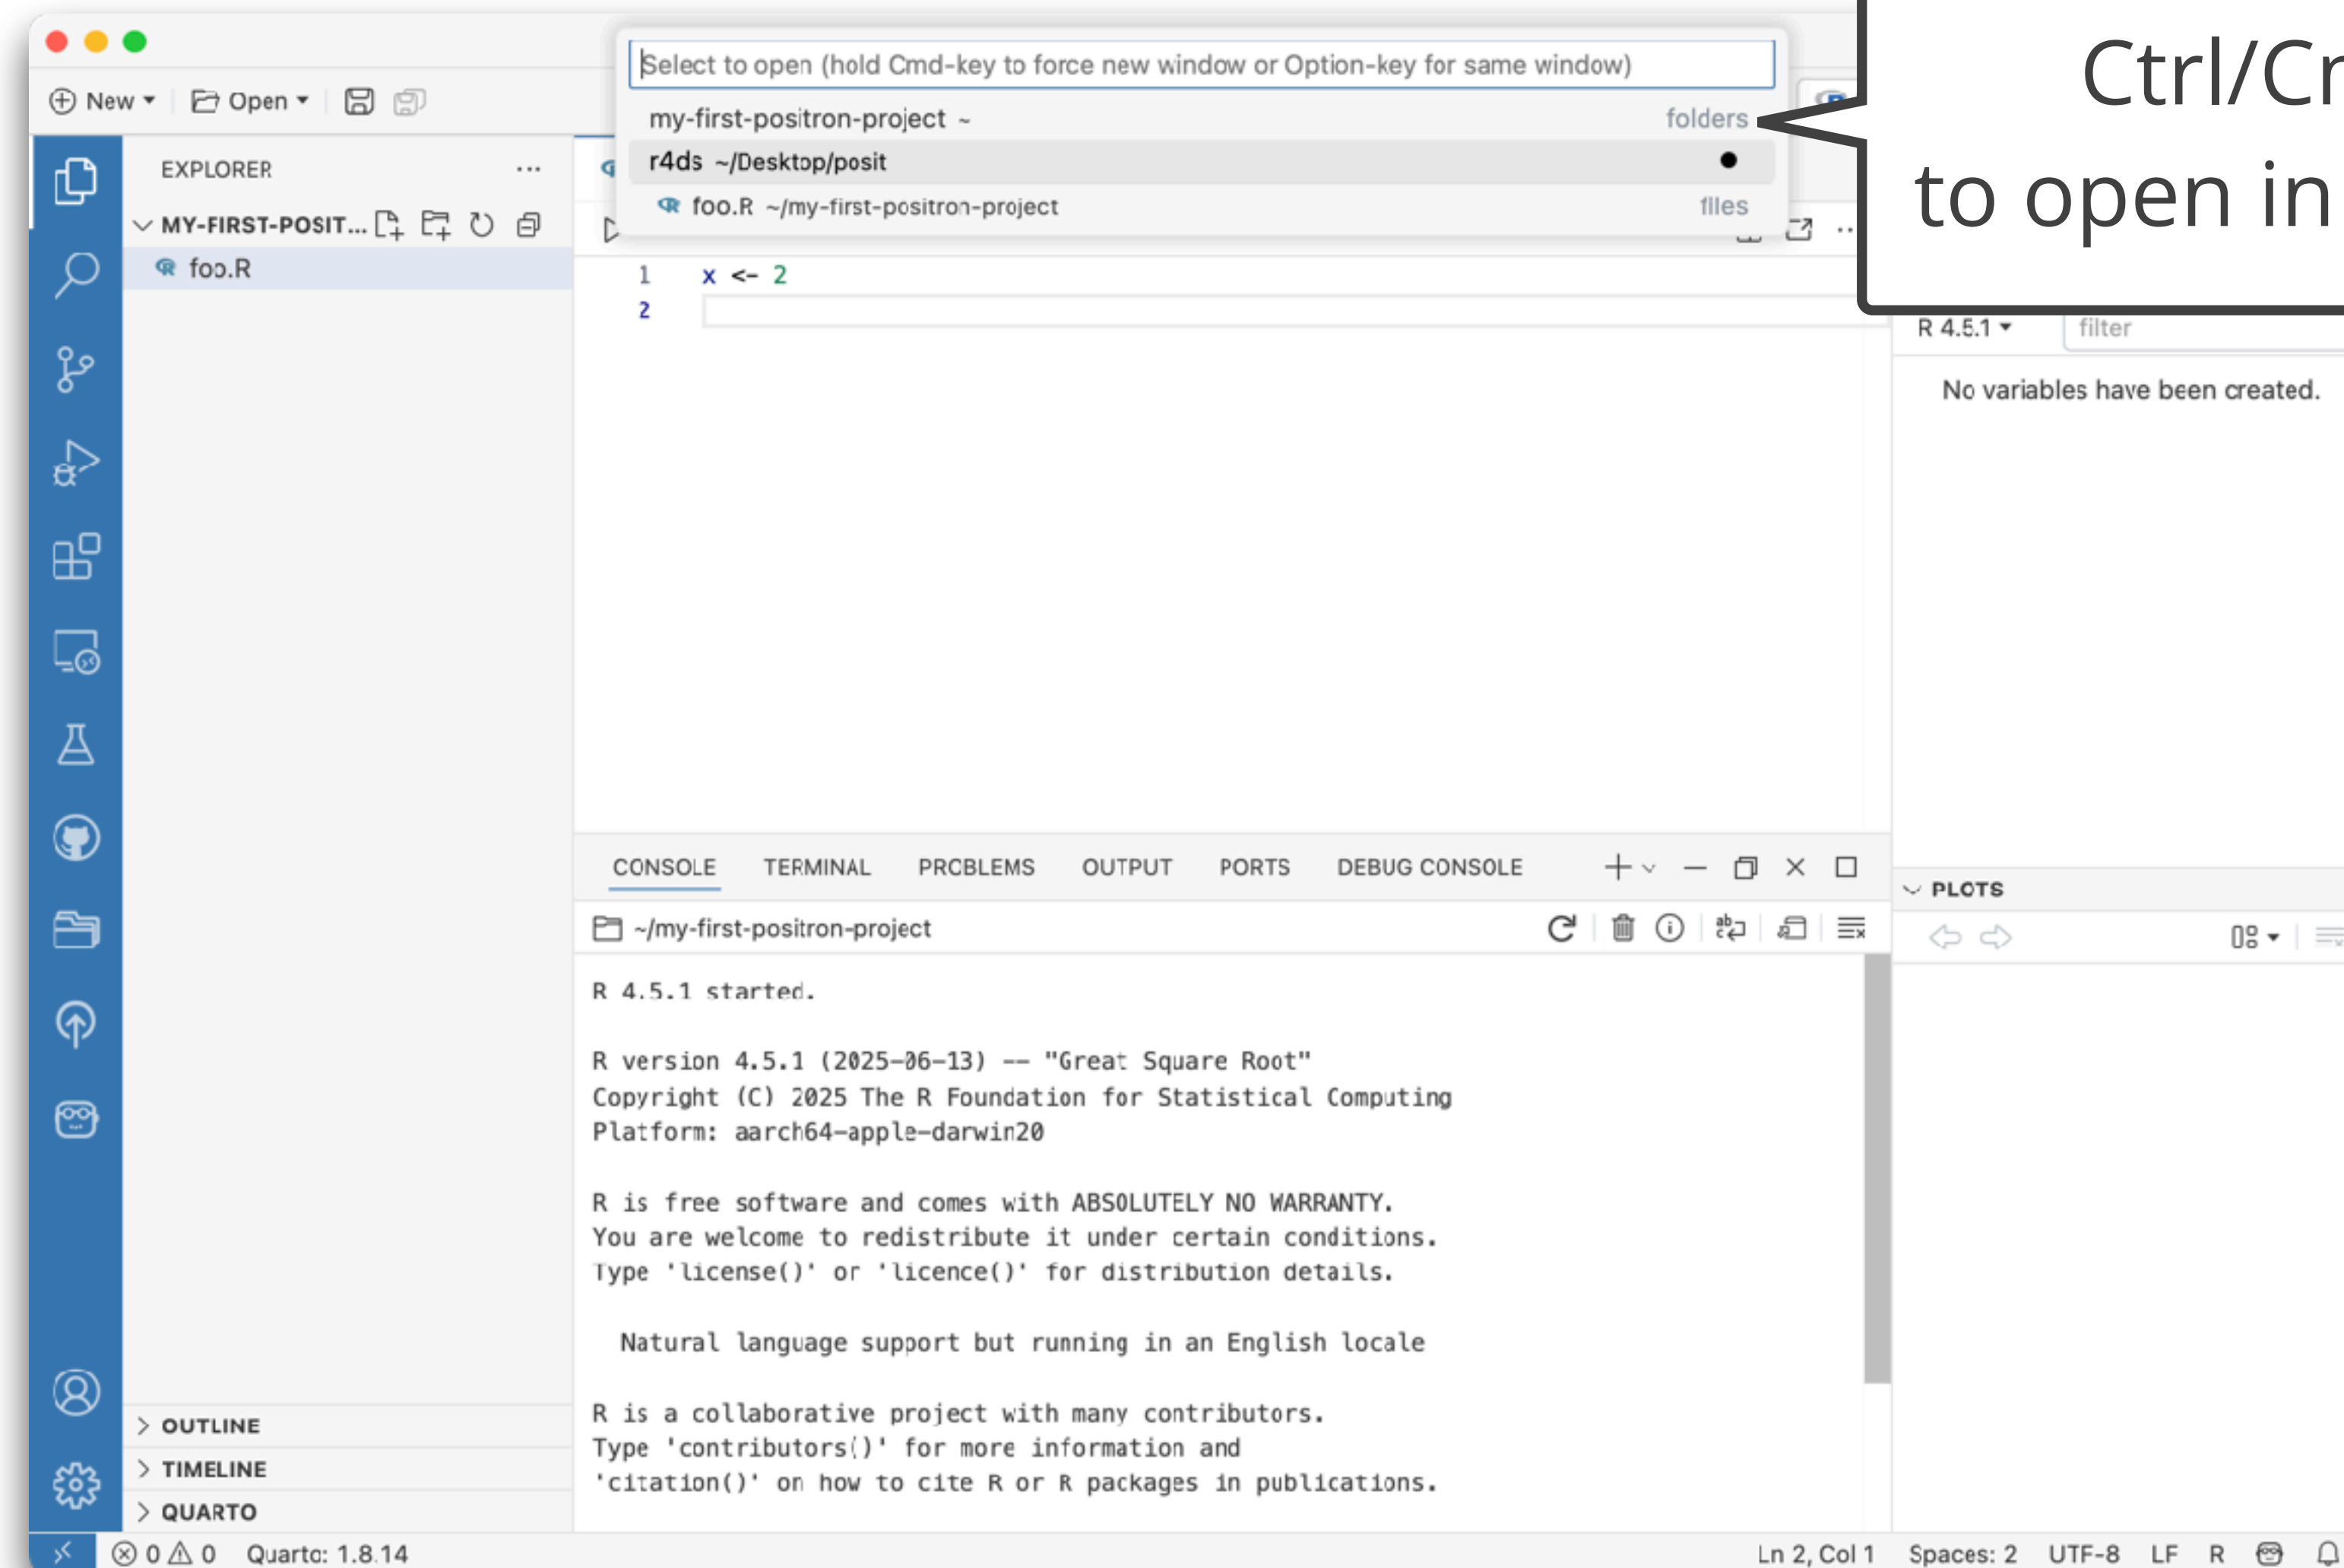 Select to open (hold Cmd-key to force new window or Option-key for same window)
my-first-positron-project ~ folders
r4ds ~/Desktop/posit
foo.R ~/my-first-positron-project files
to open in
New Open
EXPLORER
MY-FIRST-POSIT...
foo.R
1 x <- 2
2
R 4.5.1 filter
No variables have been created.
CONSOLE TERMINAL PROBLEMS OUTPUT PORTS DEBUG CONSOLE
~/my-first-positron-project
PLOTS
R 4.5.1 started.
R version 4.5.1 (2025-06-13) -- "Great Square Root"
Copyright (C) 2025 The R Foundation for Statistical Computing
Platform: aarch64-apple-darwin20
R is free software and comes with ABSOLUTELY NO WARRANTY.
You are welcome to redistribute it under certain conditions.
Type 'license()' or 'licence()' for distribution details.
Natural language support but running in an English locale
R is a collaborative project with many contributors.
Type 'contributors()' for more information and
'citation()' on how to cite R or R packages in publications.
OUTLINE
TIMELINE
QUARTO
0 0 Quarto: 1.8.14
Ln 2, Col 1 Spaces: 2 UTF-8 LF R